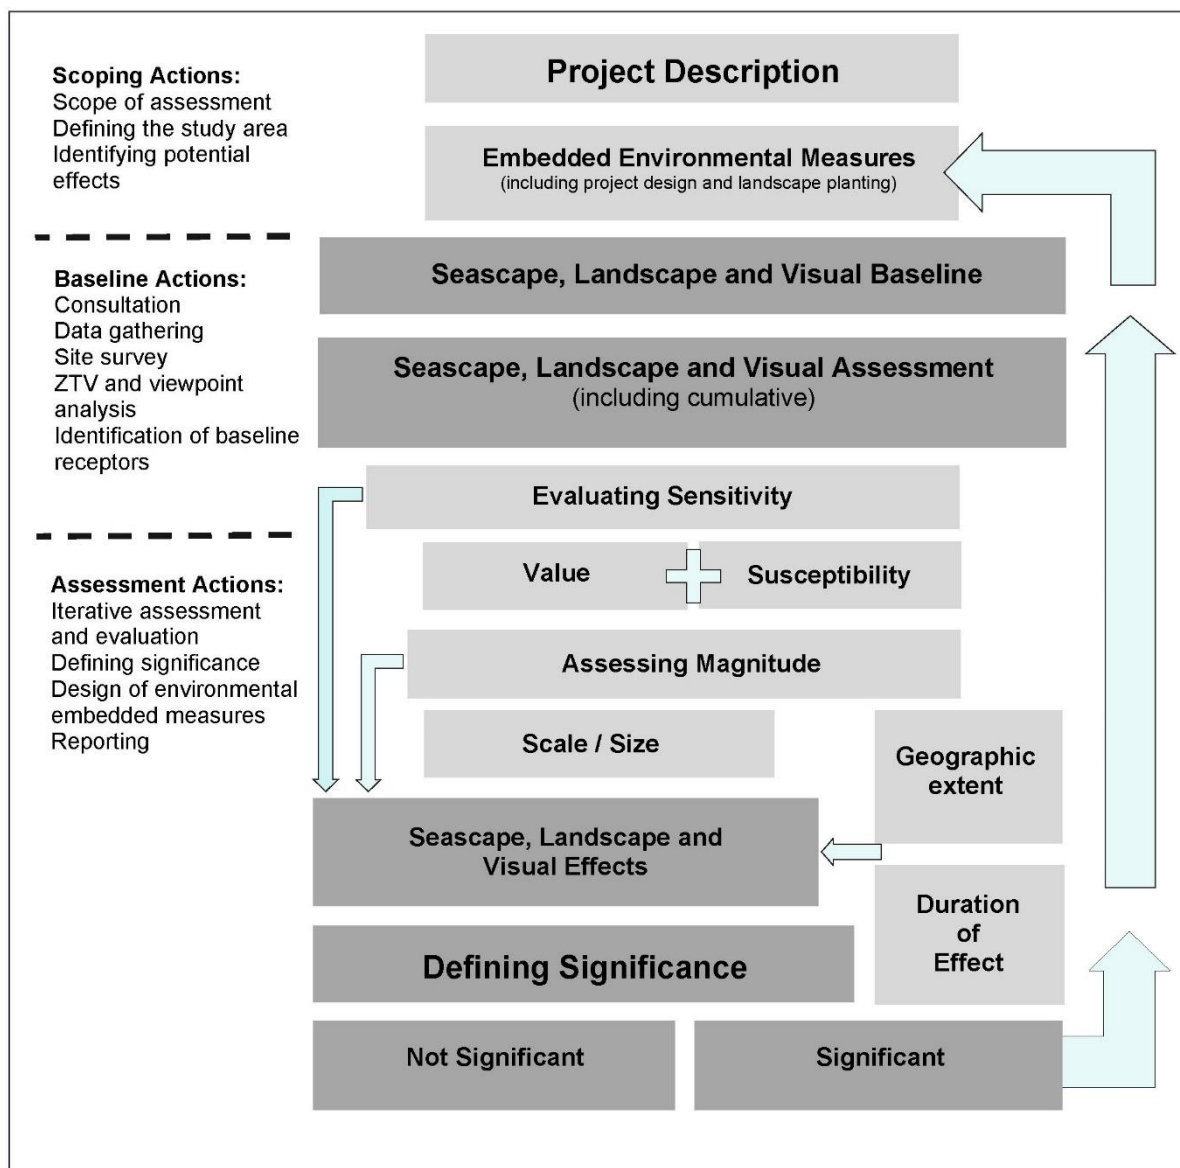 Scoping Actions:
Scope of assessment
Defining the study area
Identifying potential
effects
Project Description
Embedded Environmental Measures
(including project design and landscape planting)
Baseline Actions:
Consultation
Data gathering
Site survey
ZTV and viewpoint
analysis
Identification of baseline
receptors
Seascape, Landscape and Visual Baseline
Seascape, Landscape and Visual Assessment
(including cumulative)
Evaluating Sensitivity
Value
Susceptibility
Assessment Actions:
Iterative assessment
and evaluation
Defining significance
Design of environmental
embedded measures
Reporting
Assessing Magnitude
Scale / Size
Geographic
extent
Seascape, Landscape and
Visual Effects
Duration
of
Effect
Defining Significance
Not Significant
Significant